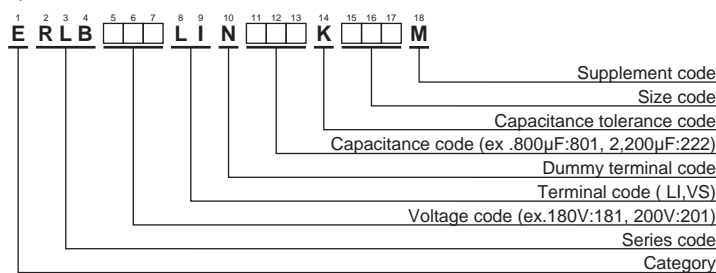 1 2 3 4 5 6 7 8 9 10 11 12 13 14 15 16 17 18
E R L B L I N K M
Supplement code
Size code
Capacitance tolerance code
Capacitance code (ex .800μF:801, 2,200μF:222)
Dummy terminal code
Terminal code ( LI,VS)
Voltage code (ex.180V:181, 200V:201)
Series code
Category